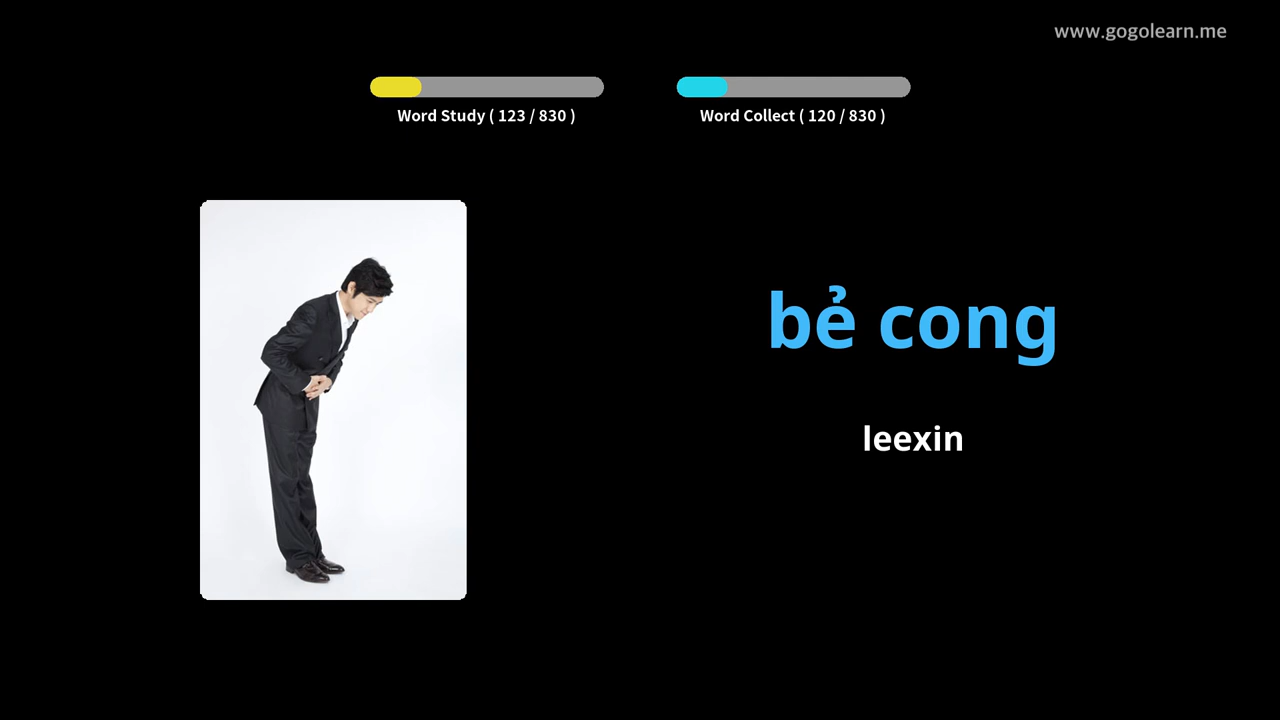 www.gogolearn.me
Word Study ( 123 / 830 )
Word Collect ( 120 / 830 )
bẻ cong
leexin